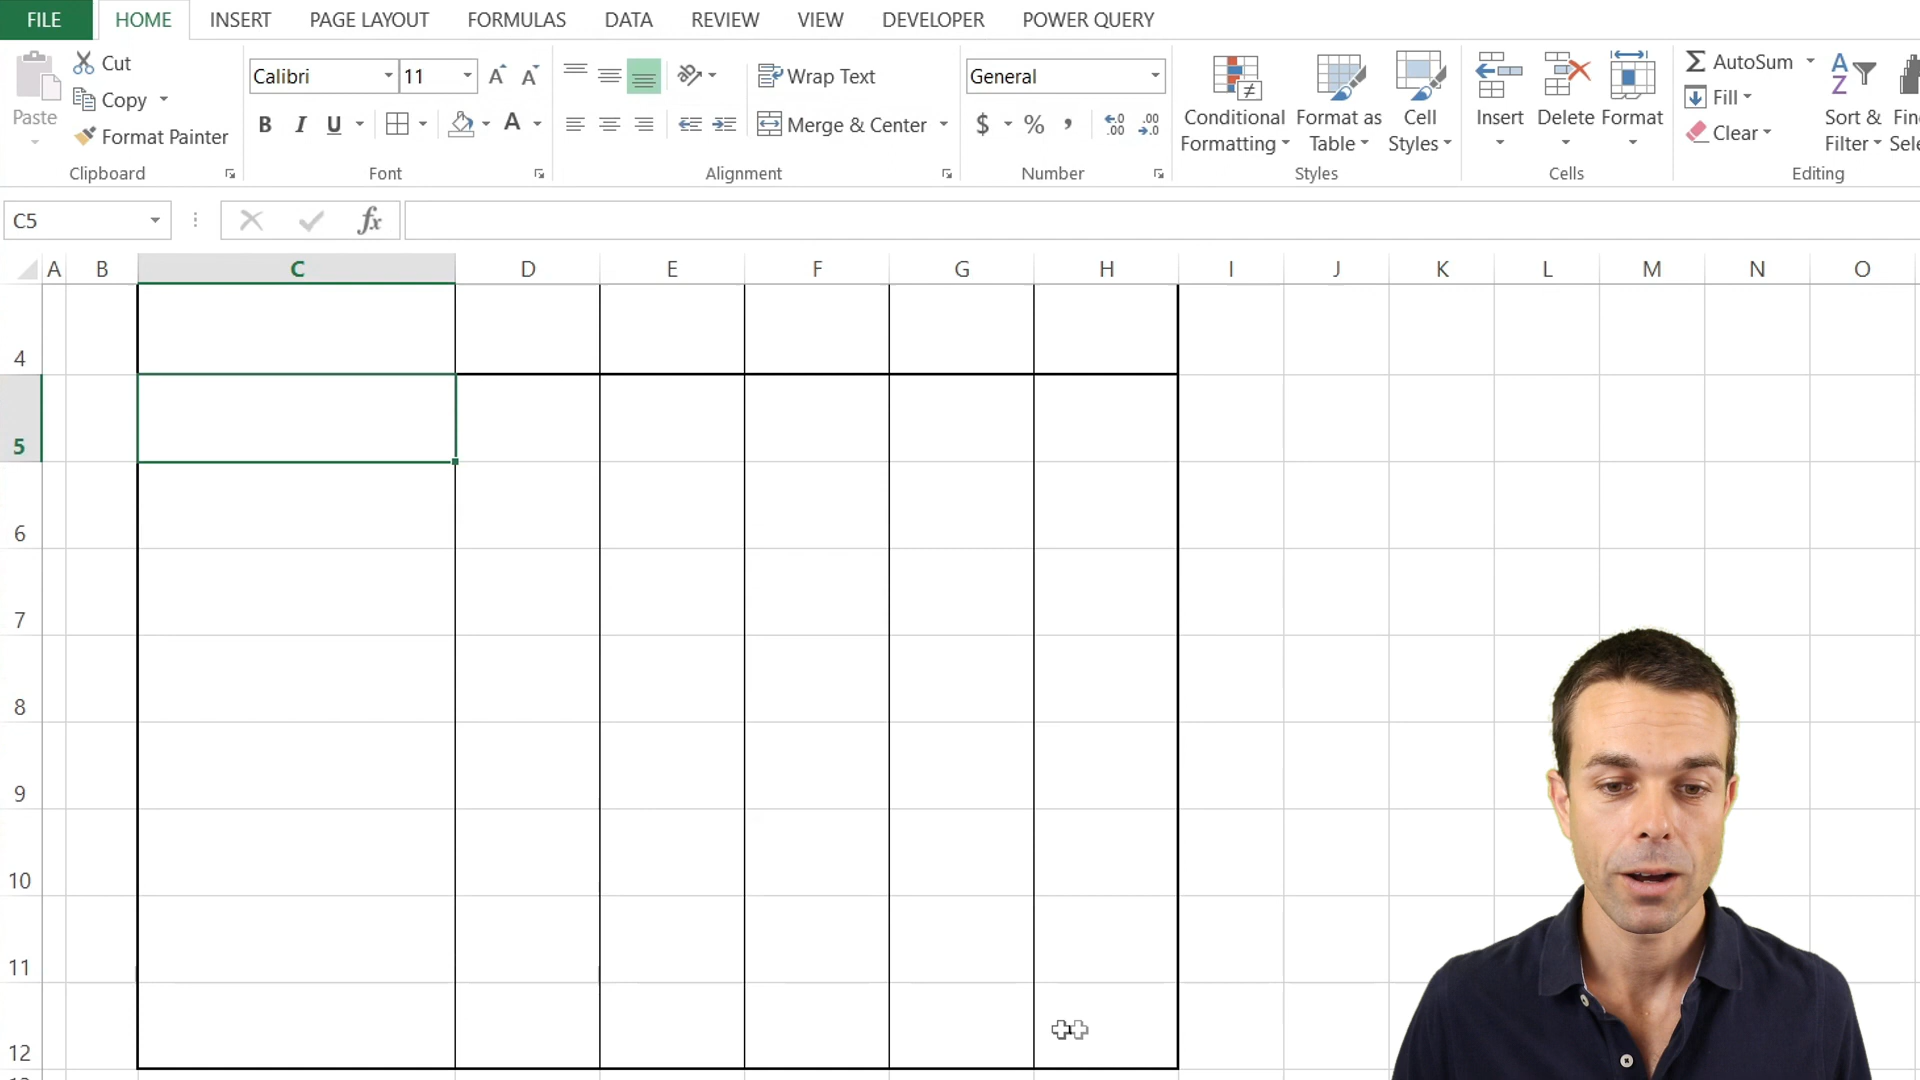 FILE HOME INSERT PAGE LAYOUT FORMULAS DATA REVIEW VIEW DEVELOPER POWER QUERY
Paste
Cut
Copy
Format Painter
Clipboard
Calibri 11
B I U A
Font
Wrap Text
Merge & Center
Alignment
General
$ % ,
Number
Conditional Formatting
Format as Table
Cell Styles
Styles
Insert Delete Format
Cells
AutoSum
Fill
Clear
Sort & Filter
Editing
C5 fx
A B C D E F G H I J K L M N O
4
5
6
7
8
9
10
11
12